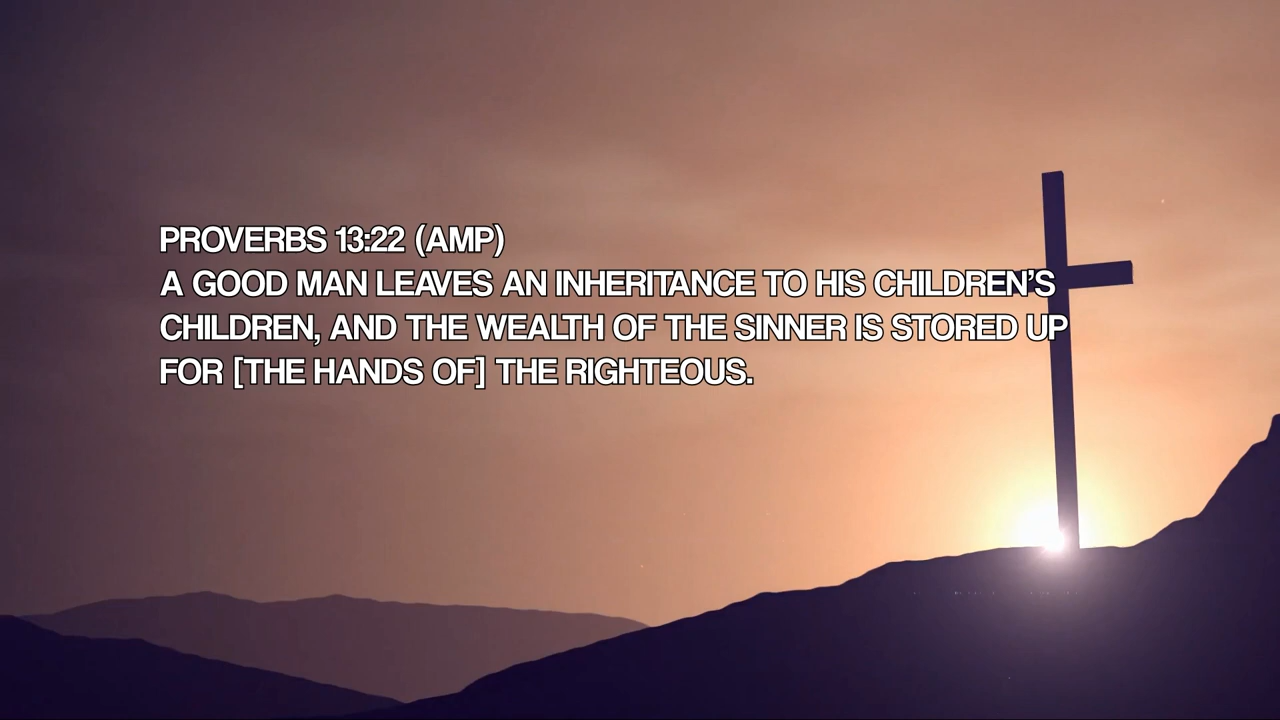 PROVERBS 13:22 (AMP)
A GOOD MAN LEAVES AN INHERITANCE TO HIS CHILDREN’S
CHILDREN, AND THE WEALTH OF THE SINNER IS STORED UP
FOR [THE HANDS OF] THE RIGHTEOUS.